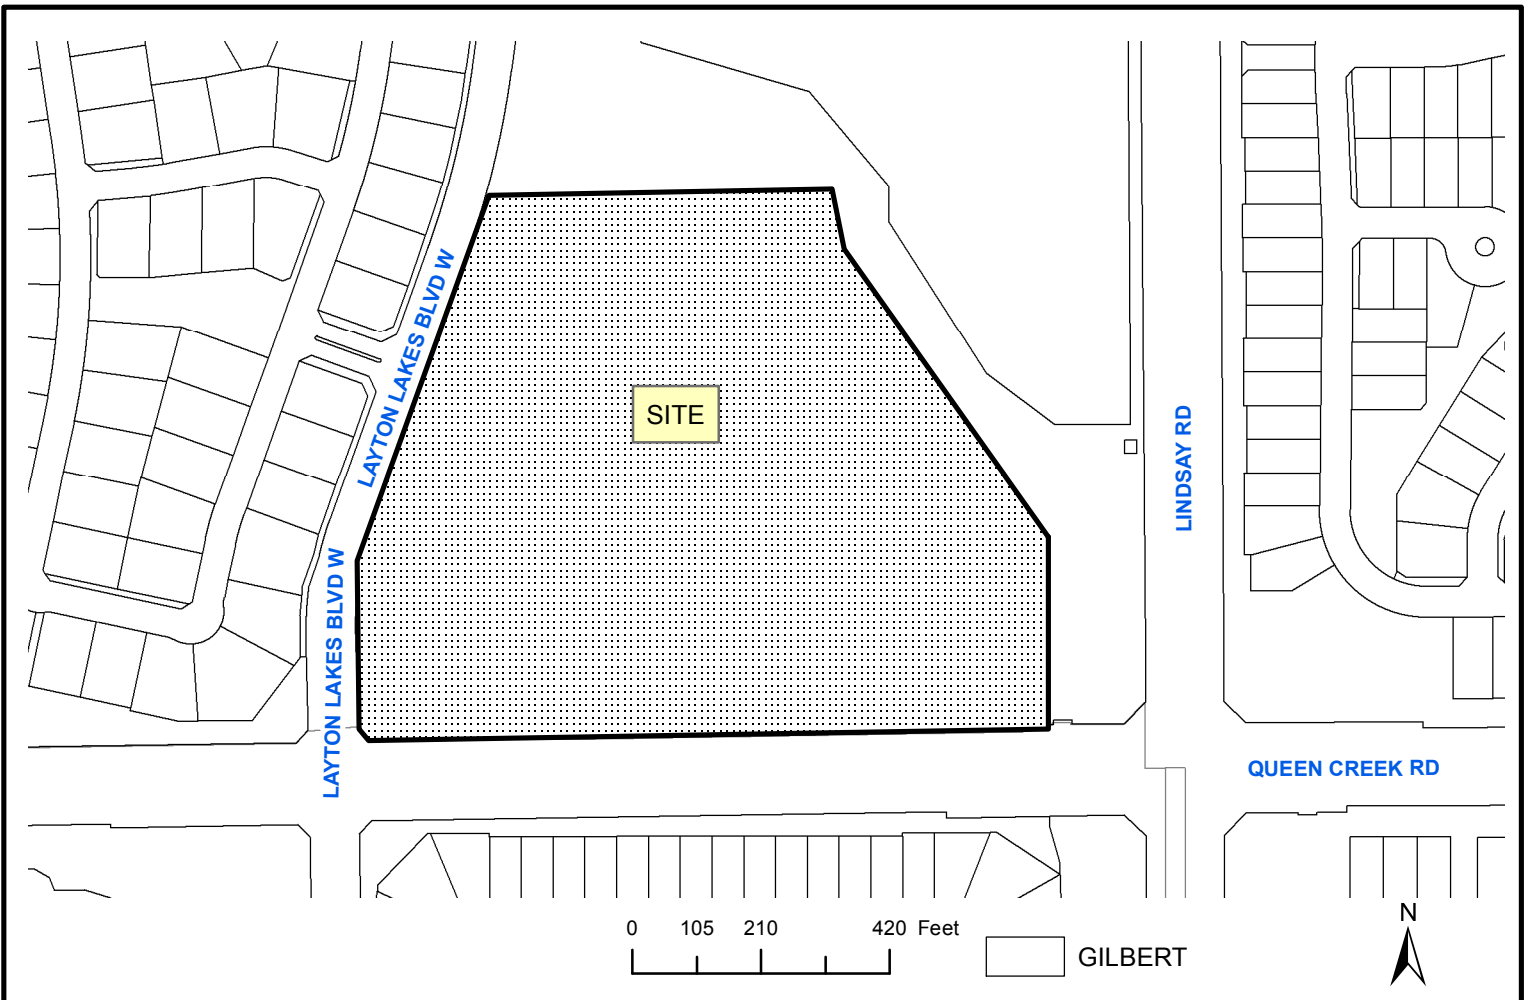 LAYTON LAKES BLVD W
SITE
LINDSAY RD
LAYTON LAKES BLVD W
QUEEN CREEK RD
0 105 210 420 Feet
N
GILBERT